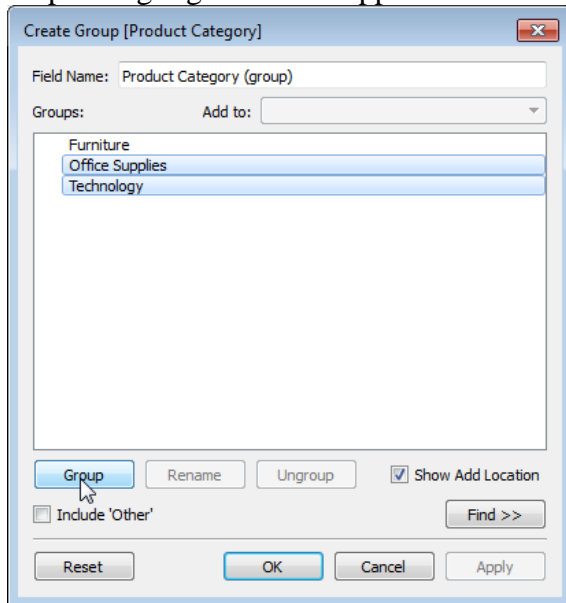 Create Group [Product Category]
Field Name: Product Category (group)
Groups: Add to:
Furniture
Office Supplies
Technology
Group Rename Ungroup Show Add Location
Include 'Other' Find >>
Reset OK Cancel Apply